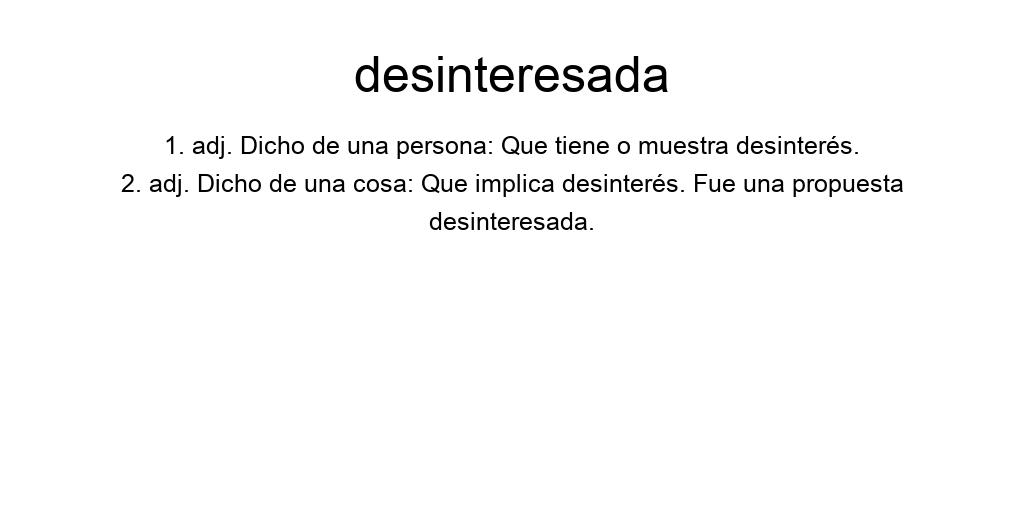 desinteresada
1. adj. Dicho de una persona: Que tiene o muestra desinterés.
2. adj. Dicho de una cosa: Que implica desinterés. Fue una propuesta
desinteresada.